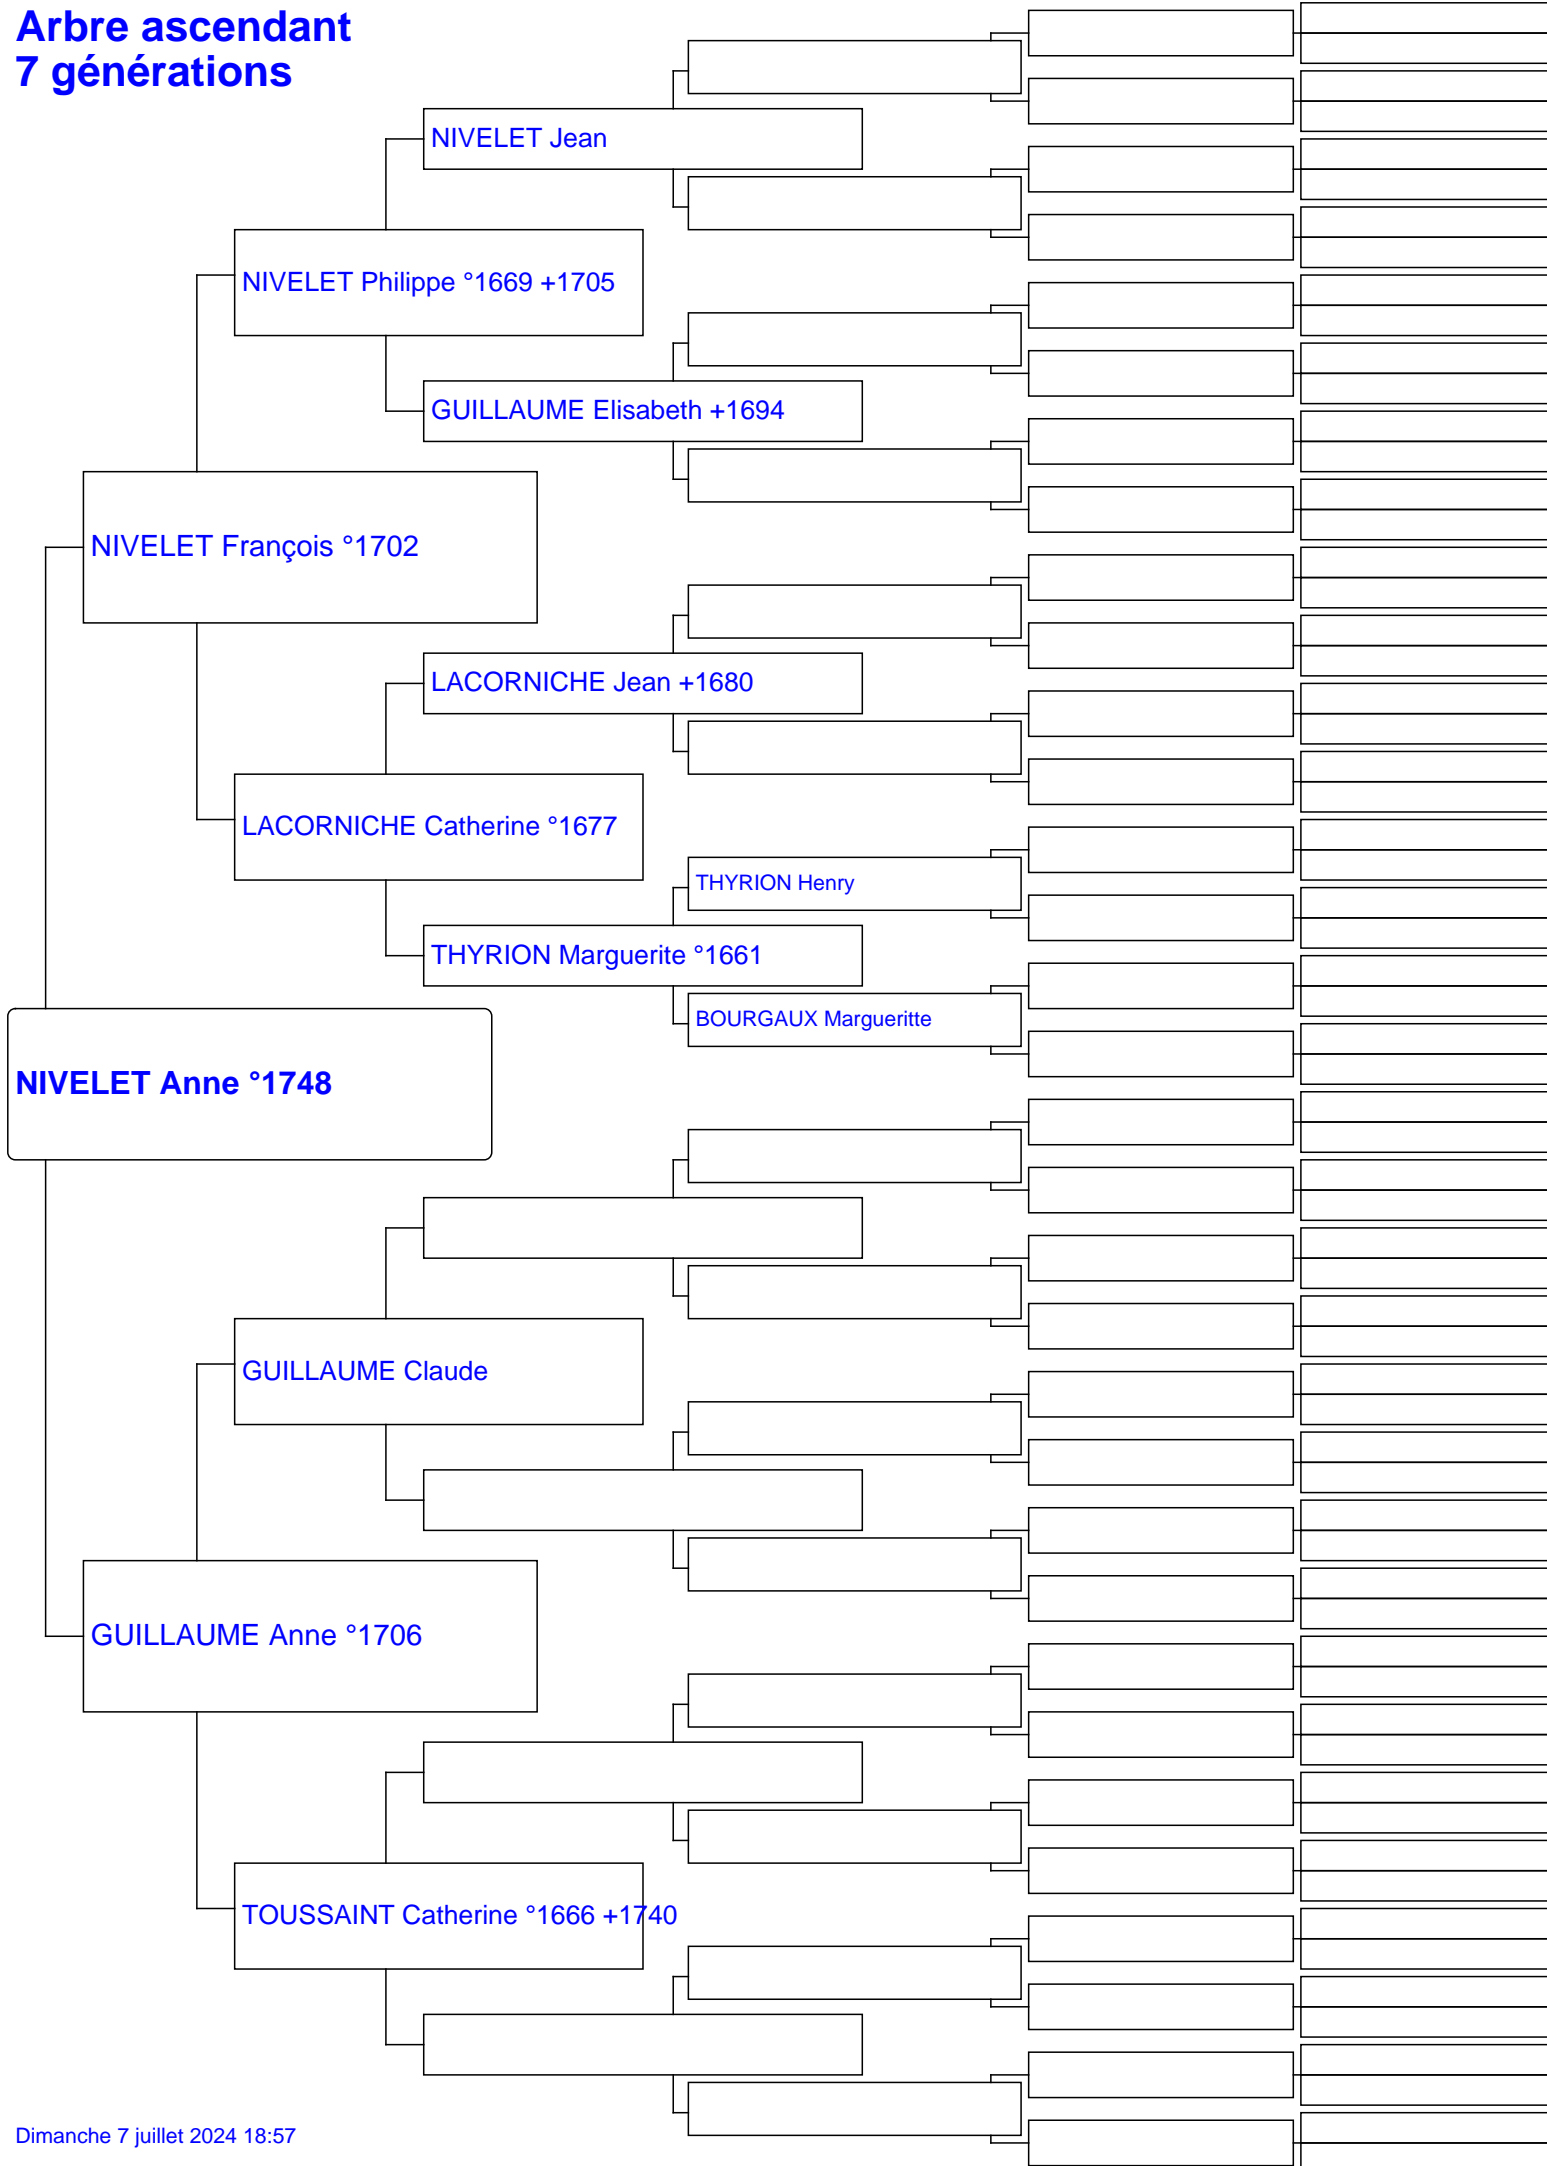 Arbre ascendant
7 générations
NIVELET Jean
NIVELET Philippe °1669 +1705
GUILLAUME Elisabeth +1694
NIVELET François °1702
LACORNICHE Jean +1680
LACORNICHE Catherine °1677
THYRION Henry
THYRION Marguerite °1661
BOURGAUX Margueritte
NIVELET Anne °1748
GUILLAUME Claude
GUILLAUME Anne °1706
TOUSSAINT Catherine °1666 +1740
Dimanche 7 juillet 2024 18:57